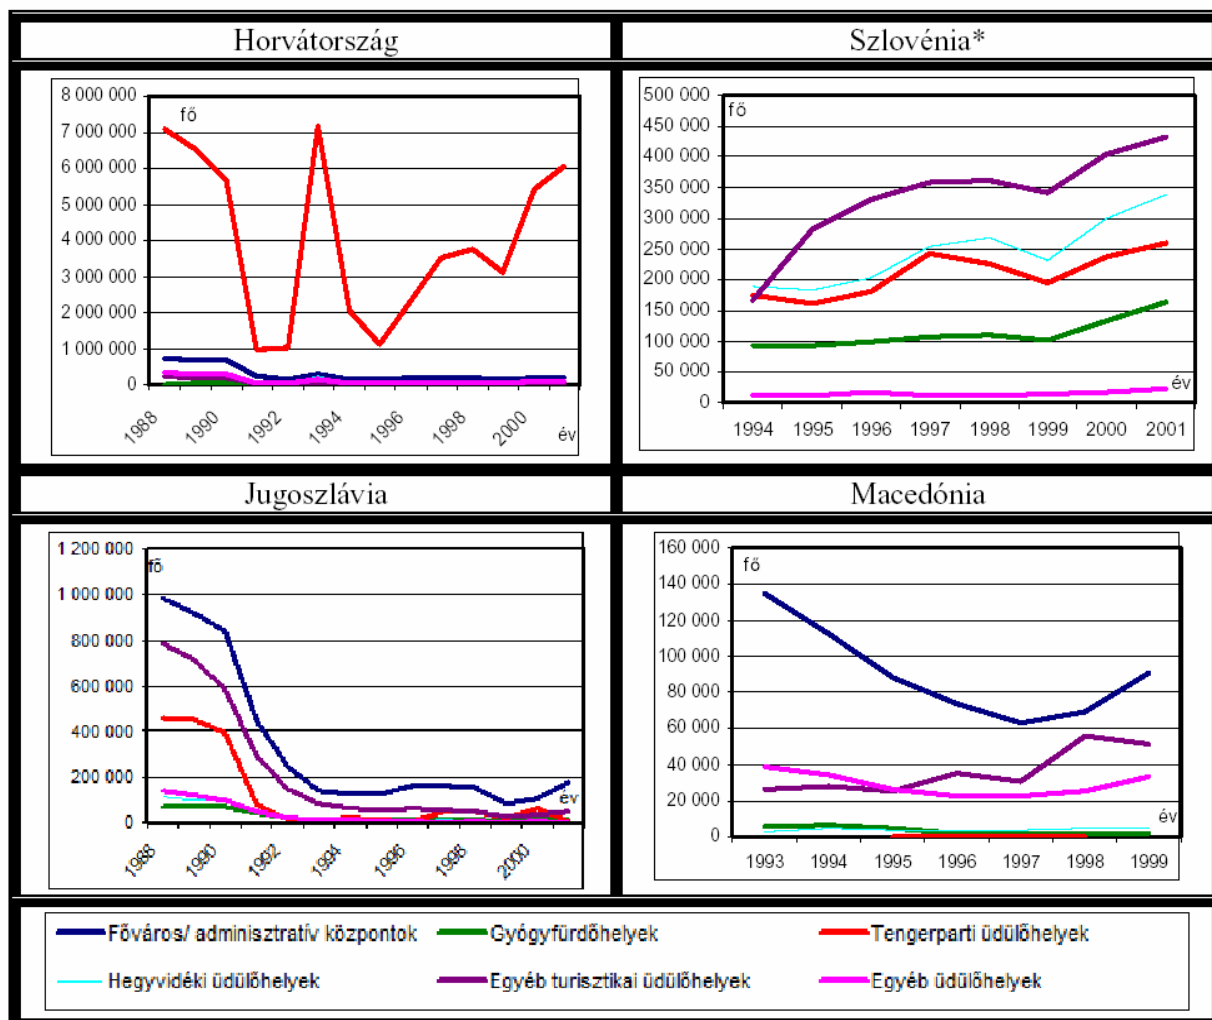 Horvátország
Szlovénia*
8 000 000
7 000 000
6 000 000
5 000 000
4 000 000
3 000 000
2 000 000
1 000 000
0
fő
1988
1990
1992
1994
1996
1998
2000
év
500 000
450 000
400 000
350 000
300 000
250 000
200 000
150 000
100 000
50 000
0
fő
év
1994 1995 1996 1997 1998 1999 2000 2001
Jugoszlávia
Macedónia
1 200 000
1 000 000
800 000
600 000
400 000
200 000
0
fő
év
1988
1990
1992
1994
1996
1998
2000
160 000
140 000
120 000
100 000
80 000
60 000
40 000
20 000
0
fő
év
1993 1994 1995 1996 1997 1998 1999
Főváros/ adminisztratív központok
Gyógyfürdőhelyek
Tengerparti üdülőhelyek
Hegyvidéki üdülőhelyek
Egyéb turisztikai üdülőhelyek
Egyéb üdülőhelyek